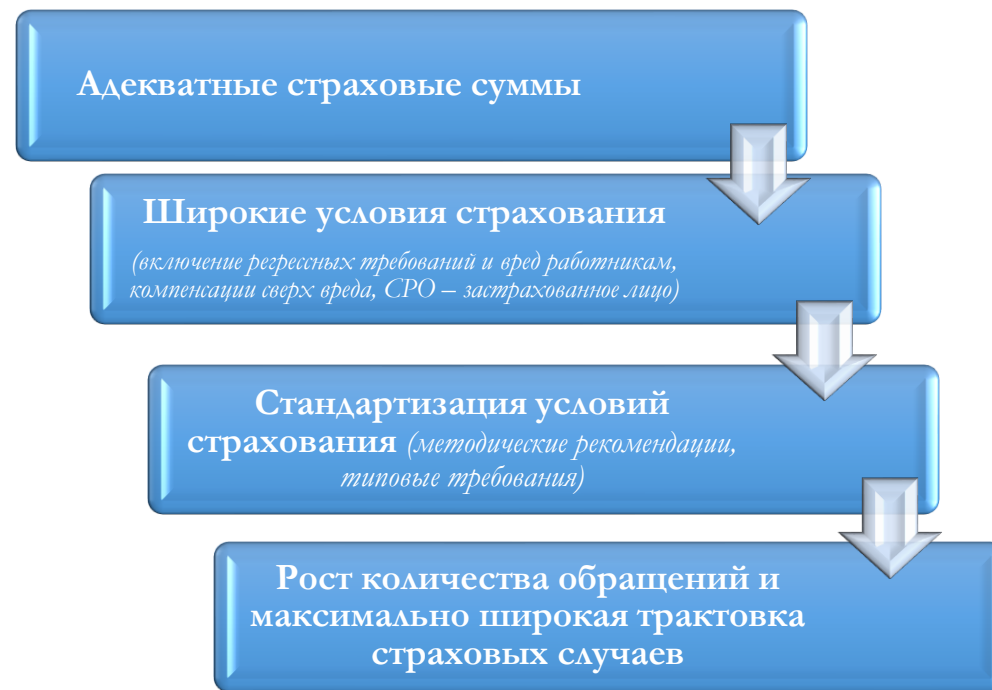 Адекватные страховые суммы
Широкие условия страхования
(включение регрессных требований и вред работникам,
компенсации сверх вреда, СРО – застрахованное лицо)
Стандартизация условий
страхования (методические рекомендации,
типовые требования)
Рост количества обращений и
максимально широкая трактовка
страховых случаев